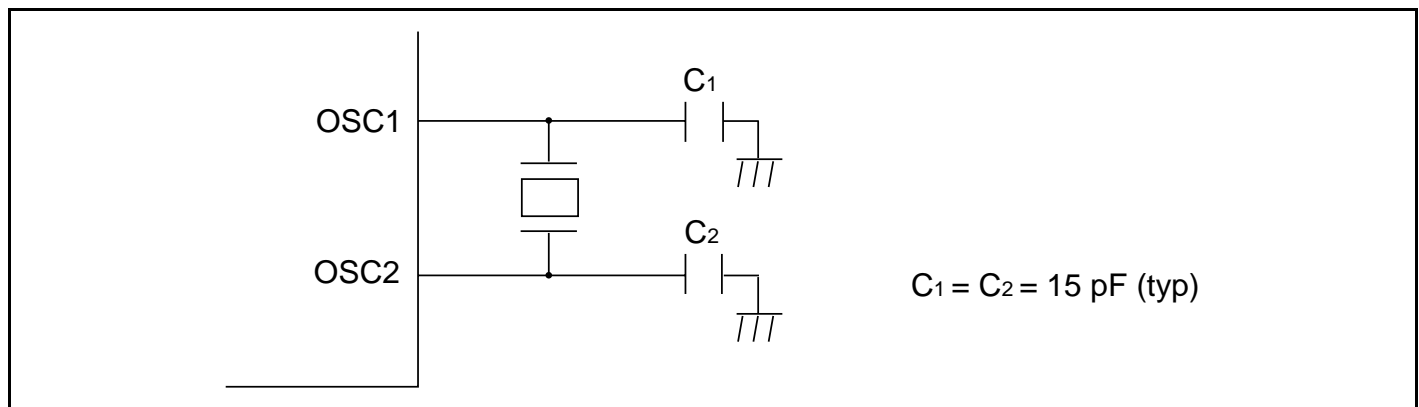 C1
OSC1
C2
OSC2
C1 = C2 = 15 pF (typ)